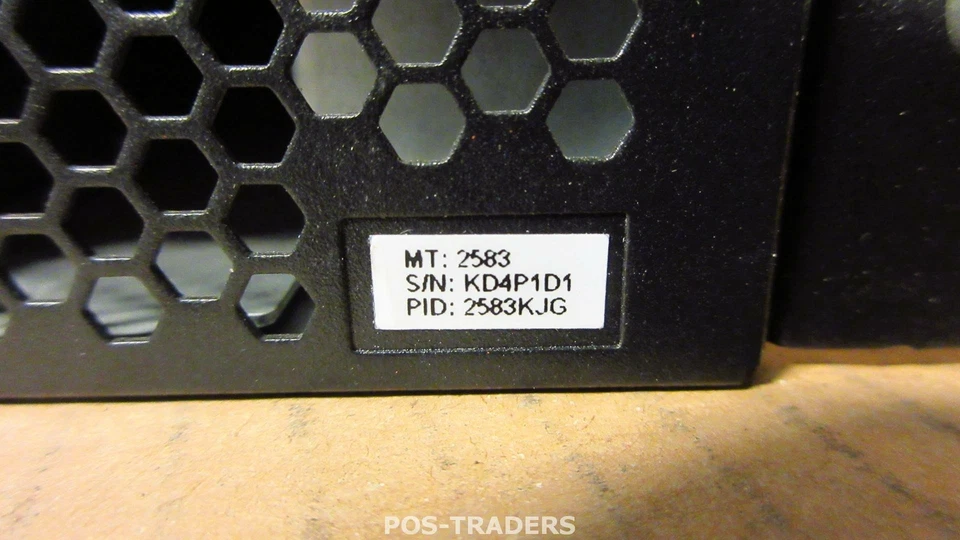 MT: 2583
S/N: KD4P1D1
PID: 2583KJG
POS-TRADERS